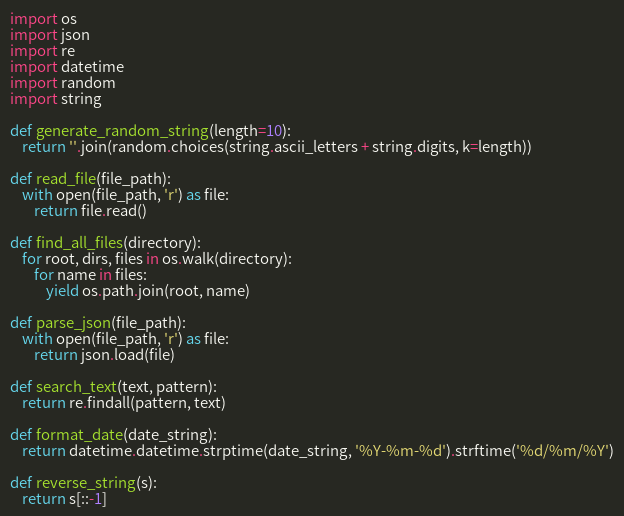 import os
import json
import re
import datetime
import random
import string

def generate_random_string(length=10):
    return ''.join(random.choices(string.ascii_letters + string.digits, k=length))

def read_file(file_path):
    with open(file_path, 'r') as file:
        return file.read()

def find_all_files(directory):
    for root, dirs, files in os.walk(directory):
        for name in files:
            yield os.path.join(root, name)

def parse_json(file_path):
    with open(file_path, 'r') as file:
        return json.load(file)

def search_text(text, pattern):
    return re.findall(pattern, text)

def format_date(date_string):
    return datetime.datetime.strptime(date_string, '%Y-%m-%d').strftime('%d/%m/%Y')

def reverse_string(s):
    return s[::-1]